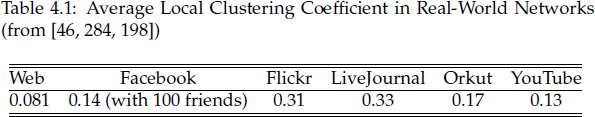 Table 4.1: Average Local Clustering Coefficient in Real-World Networks
(from [46, 284, 198])
Web Facebook Flickr LiveJournal Orkut YouTube
0.081 0.14 (with 100 friends) 0.31 0.33 0.17 0.13